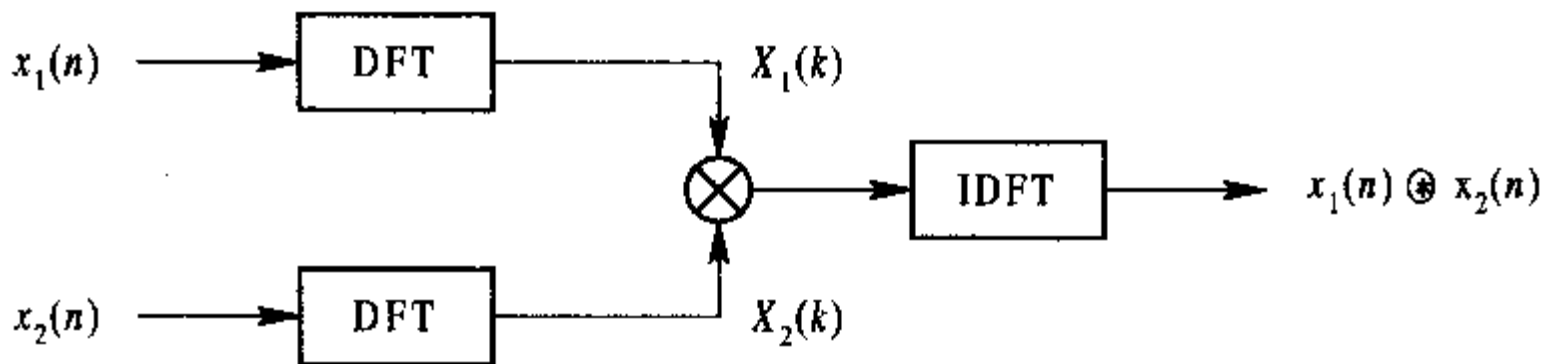 x₁(n)
DFT
X₁(k)
IDFT
x₁(n) ⊛ x₂(n)
x₂(n)
DFT
X₂(k)